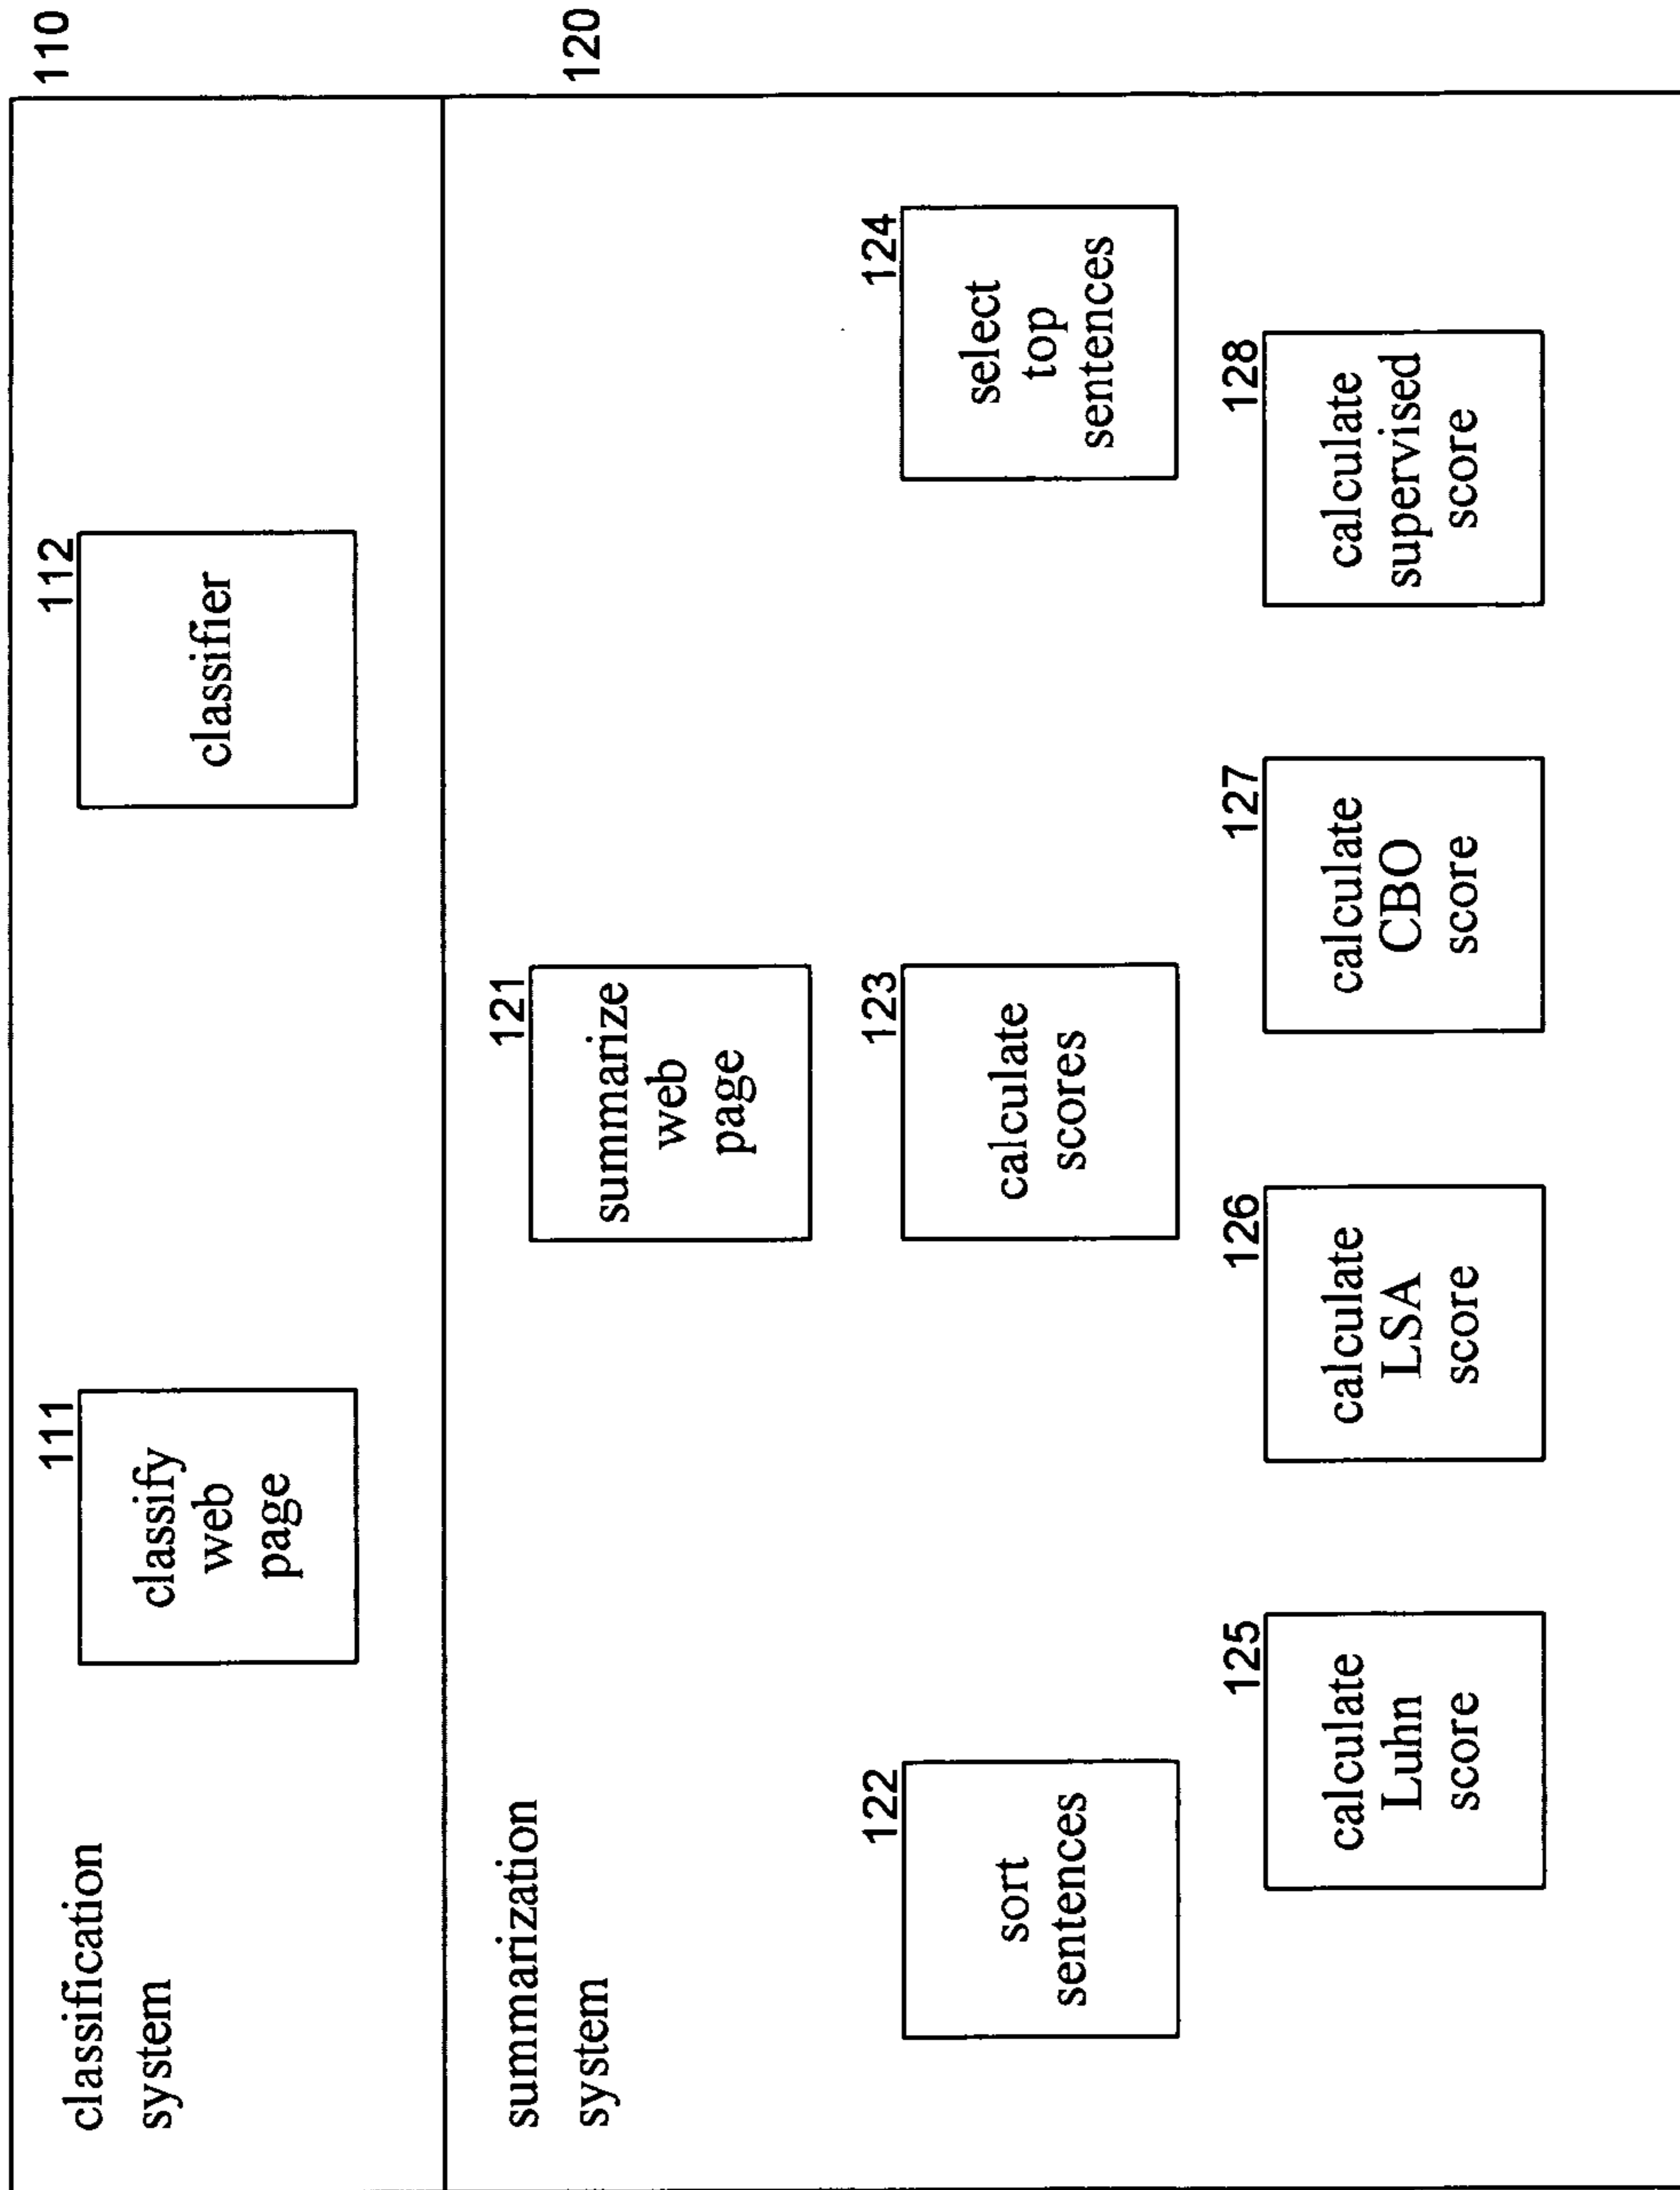 110
classification
system
111
classify
web
page
112
classifier
120
summarization
system
121
summarize
web
page
122
sort
sentences
123
calculate
scores
124
select
top
sentences
125
calculate
Luhn
score
126
calculate
LSA
score
127
calculate
CBO
score
128
calculate
supervised
score